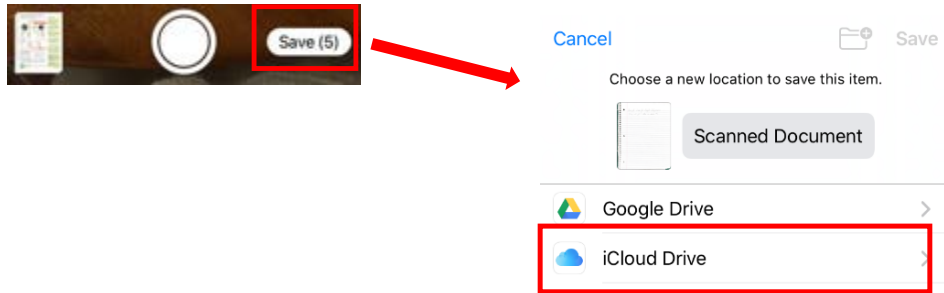 Save (5)
Cancel
Save
Choose a new location to save this item.
Scanned Document
Google Drive
iCloud Drive